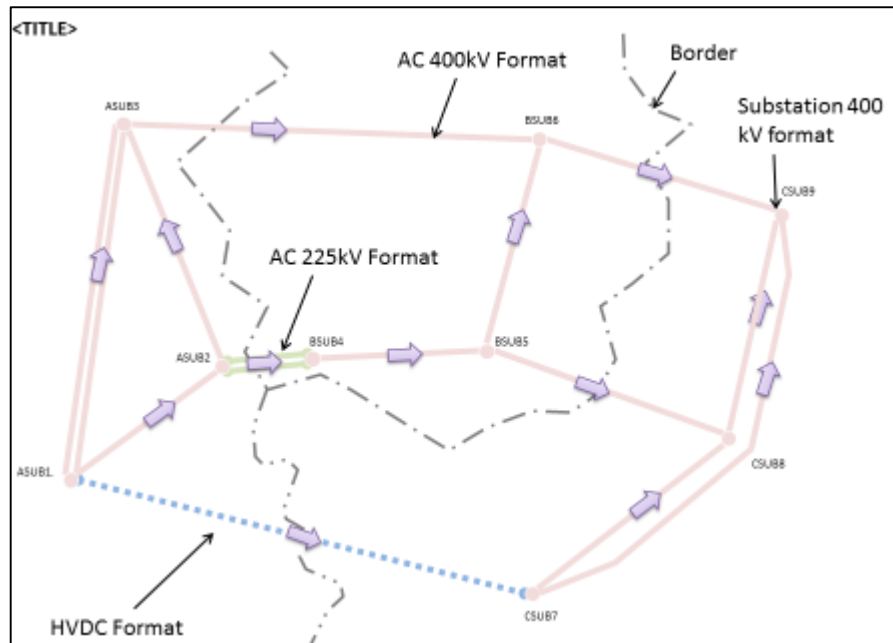 <TITLE>
AC 400kV Format
Border
Substation 400
kV format
ASUB3
BSUB6
CSUB9
AC 225kV Format
ASUB2
BSUB4
BSUB5
ASUB1.
CSUB8
HVDC Format
CSUB7